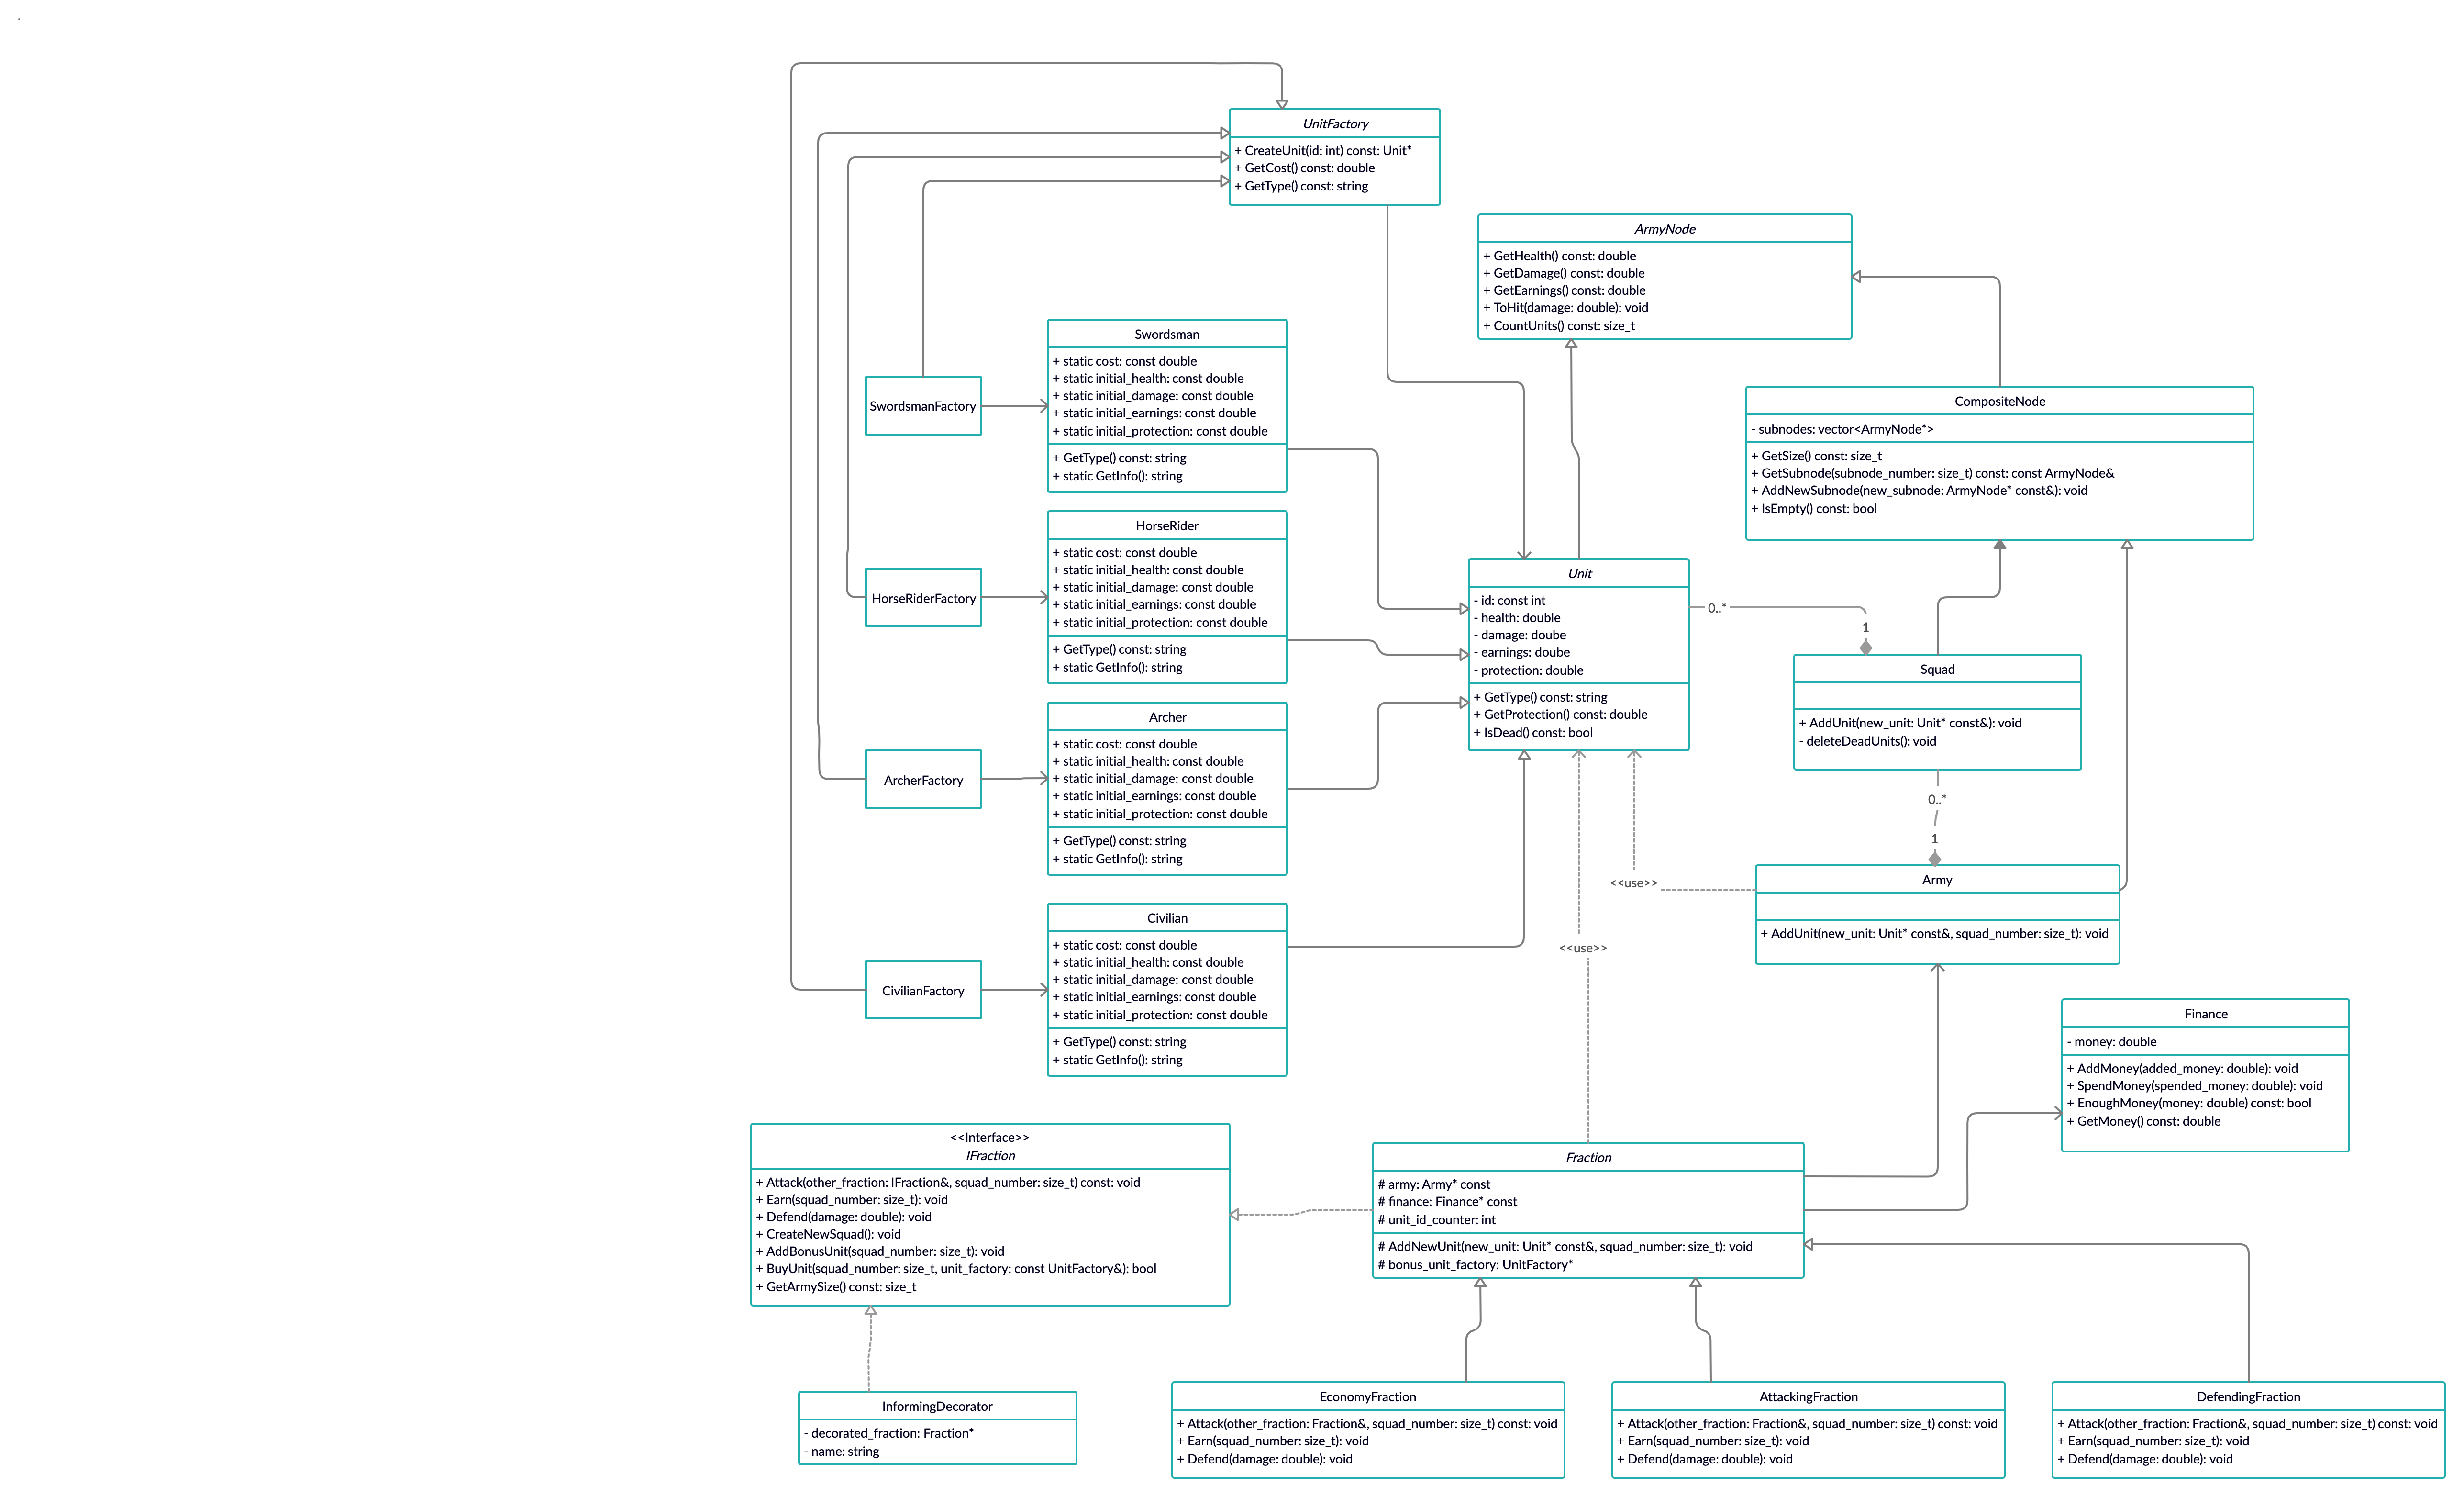 UnitFactory
+ CreateUnit(id: int) const: Unit*
+ GetCost() const: double
+ GetType() const: string
ArmyNode
+ GetHealth() const: double
+ GetDamage() const: double
+ GetEarnings() const: double
+ ToHit(damage: double): void
+ CountUnits() const: size_t
Swordsman
+ static cost: const double
+ static initial_health: const double
+ static initial_damage: const double
+ static initial_earnings: const double
+ static initial_protection: const double
+ GetType() const: string
+ static GetInfo(): string
SwordsmanFactory
CompositeNode
- subnodes: vector<ArmyNode*>
+ GetSize() const: size_t
+ GetSubnode(subnode_number: size_t) const: const ArmyNode&
+ AddNewSubnode(new_subnode: ArmyNode* const&): void
+ IsEmpty() const: bool
HorseRider
+ static cost: const double
+ static initial_health: const double
+ static initial_damage: const double
+ static initial_earnings: const double
+ static initial_protection: const double
+ GetType() const: string
+ static GetInfo(): string
HorseRiderFactory
Unit
- id: const int
- health: double
- damage: doube
- earnings: doube
- protection: double
+ GetType() const: string
+ GetProtection() const: double
+ IsDead() const: bool
0..*
1
Squad
+ AddUnit(new_unit: Unit* const&): void
- deleteDeadUnits(): void
Archer
+ static cost: const double
+ static initial_health: const double
+ static initial_damage: const double
+ static initial_earnings: const double
+ static initial_protection: const double
+ GetType() const: string
+ static GetInfo(): string
ArcherFactory
0..*
1
<<use>>
Army
+ AddUnit(new_unit: Unit* const&, squad_number: size_t): void
Civilian
+ static cost: const double
+ static initial_health: const double
+ static initial_damage: const double
+ static initial_earnings: const double
+ static initial_protection: const double
+ GetType() const: string
+ static GetInfo(): string
CivilianFactory
<<use>>
Finance
- money: double
+ AddMoney(added_money: double): void
+ SpendMoney(spended_money: double): void
+ EnoughMoney(money: double) const: bool
+ GetMoney() const: double
<<Interface>>
IFraction
+ Attack(other_fraction: IFraction&, squad_number: size_t) const: void
+ Earn(squad_number: size_t): void
+ Defend(damage: double): void
+ CreateNewSquad(): void
+ AddBonusUnit(squad_number: size_t): void
+ BuyUnit(squad_number: size_t, unit_factory: const UnitFactory&): bool
+ GetArmySize() const: size_t
Fraction
# army: Army* const
# finance: Finance* const
# unit_id_counter: int
# AddNewUnit(new_unit: Unit* const&, squad_number: size_t): void
# bonus_unit_factory: UnitFactory*
InformingDecorator
- decorated_fraction: Fraction*
- name: string
EconomyFraction
+ Attack(other_fraction: Fraction&, squad_number: size_t) const: void
+ Earn(squad_number: size_t): void
+ Defend(damage: double): void
AttackingFraction
+ Attack(other_fraction: Fraction&, squad_number: size_t) const: void
+ Earn(squad_number: size_t): void
+ Defend(damage: double): void
DefendingFraction
+ Attack(other_fraction: Fraction&, squad_number: size_t) const: void
+ Earn(squad_number: size_t): void
+ Defend(damage: double): void